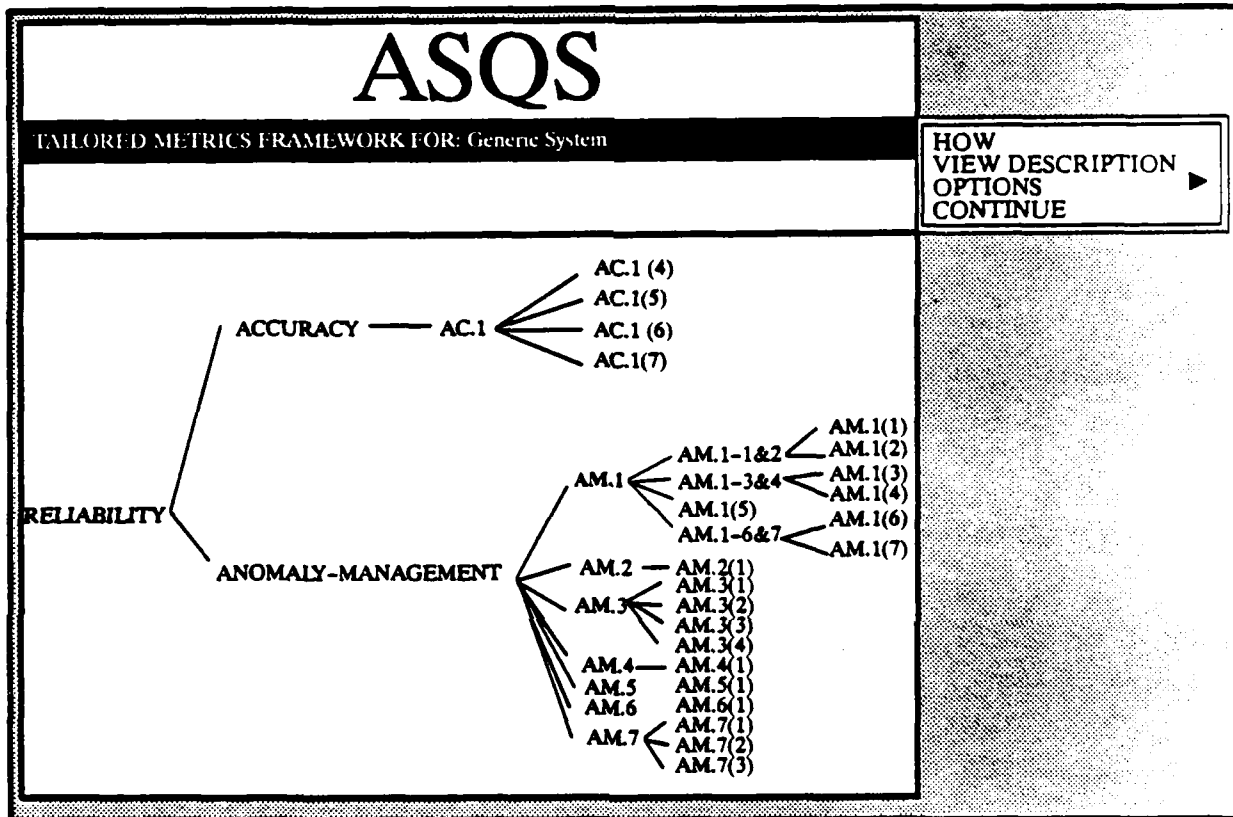 ASQS
TAILORED METRICS FRAMEWORK FOR: Generic System
HOW
VIEW DESCRIPTION
OPTIONS
CONTINUE
AC.1 (4)
AC.1(5)
ACCURACY AC.1 AC.1 (6)
AC.1(7)
AM.1(1)
AM.1-1&2 AM.1(2)
AM.1 AM.1-3&4 AM.1(3)
AM.1(4)
RELIABILITY AM.1(5) AM.1(6)
AM.1-6&7 AM.1(7)
ANOMALY-MANAGEMENT AM.2 AM.2(1)
AM.3(1)
AM.3 AM.3(2)
AM.3(3)
AM.3(4)
AM.4 AM.4(1)
AM.5 AM.5(1)
AM.6 AM.6(1)
AM.7(1)
AM.7 AM.7(2)
AM.7(3)